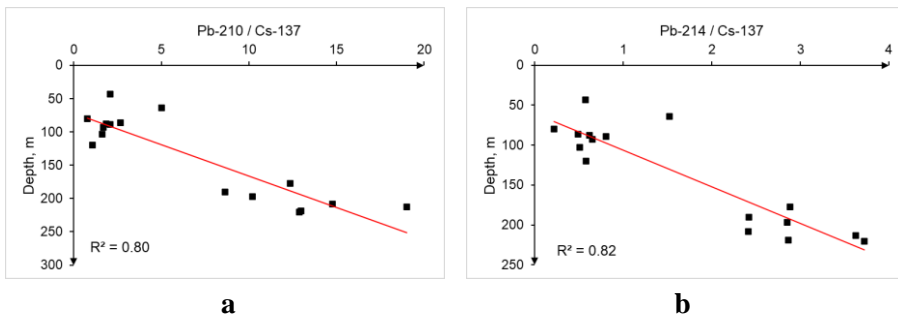 Pb-210 / Cs-137
0 5 10 15 20
0
50
100
150
200
250
300
Depth, m
R² = 0.80
a
Pb-214 / Cs-137
0 1 2 3 4
0
50
100
150
200
250
Depth, m
R² = 0.82
b